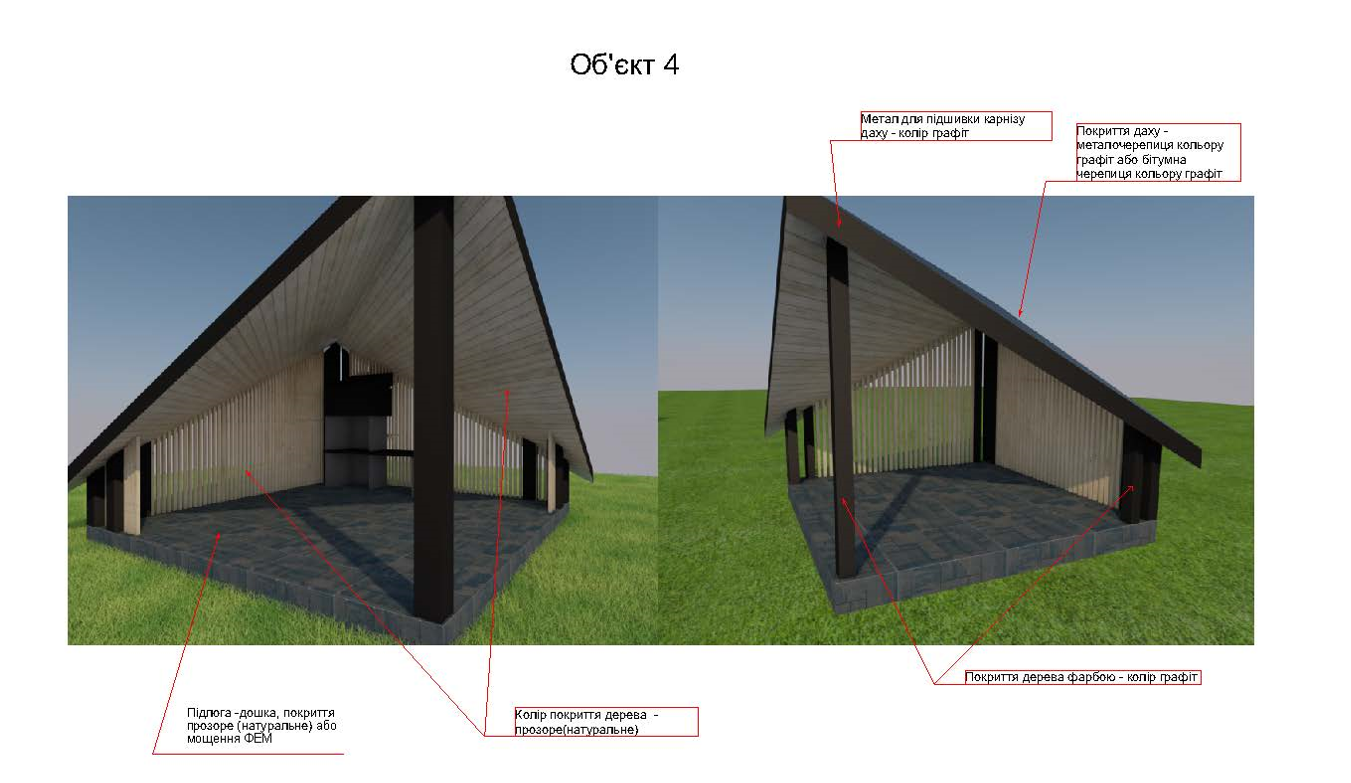 Об'єкт 4
Метал для підшивки карнізу
даху - колір графіт
Покриття даху -
металочерепиця кольору
графіт або бітумна
черепиця кольору графіт
Покриття дерева фарбою - колір графіт
Підлога -дошка, покриття
прозоре (натуральне) або
мощення ФЕМ
Колір покриття дерева -
прозоре(натуральне)